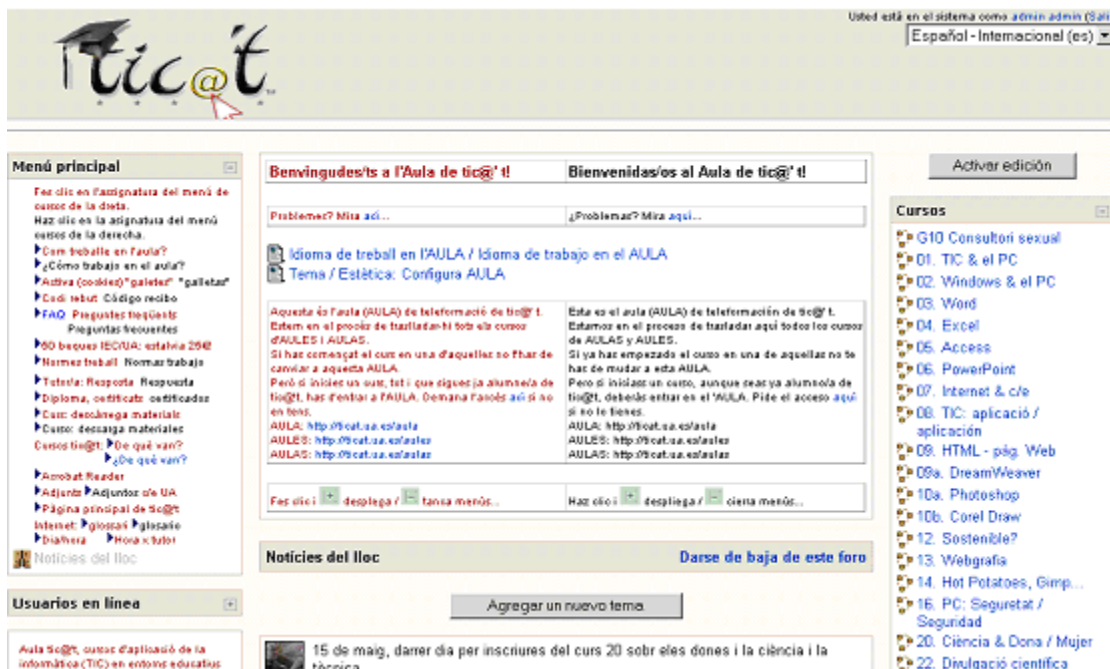 Usted está en el sistema como admin admin (Sali
Español - Internacional (es)
tic@t
Menú principal
Fes clic en l'assignatura del menú de
cursos de la dreta.
Haz clic en la asignatura del menú
cursos de la derecha.
Com treballe en l'aula?
¿Cómo trabajo en el aula?
Activa (cookies) "galetes" "galletas"
Codi rebut Código recibo
FAQ Preguntes freqüents
Preguntas frecuentes
60 beques IEC/UA: estalvia
Normes treball Normas trabajo
Tutor/a: Resposta Respuesta
Diploma, certificats certificados
Curs: descàrrega materials
Curso: descarga materiales
Cursos tic@t: De què van?
¿De qué van?
Acrobat Reader
Adjunts Adjuntos c/e UA
Pàgina principal de tic@t
Internet: glossari glosario
Dia/hora Hora x tutor
Notícies del lloc
Usuarios en línea
Aula tic@t, cursos d'aplicació de la
informàtica (TIC) en entorns educatius
Benvingudes/ts a l'Aula de tic@' t!
Bienvenidas/os al Aula de tic@' t!
Problemes? Mira ací...
¿Problemas? Mira aquí...
Idioma de treball en l'AULA / Idioma de trabajo en el AULA
Tema / Estètica: Configura AULA
Aquesta és l'aula (AULA) de teleformació de tic@' t.
Estem en el procés de traslladar-hi tots els cursos
d'AULES i AULAS.
Si has començat el curs en una d'aquelles no t'has de
canviar a aquesta AULA.
Però si inicies un curs, tot i que sigues ja alumne/a de
tic@t, has d'entrar a l'AULA. Demana l'accés ací si no
en tens.
AULA: http://ticat.ua.es/aula
AULES: http://ticat.ua.es/aules
AULAS: http://ticat.ua.es/aulas
Esta es el aula (AULA) de teleformación de tic@' t.
Estamos en el proceso de trasladar aquí todos los cursos
de AULAS y AULES.
Si ya has empezado el curso en una de aquellas no te
has de mudar a esta AULA.
Pero si iniciass un curso, aunque seas ya alumno/a de
tic@t, deberás entrar en el 'AULA. Pide el acceso aquí
si no lo tienes.
AULA: http://ticat.ua.es/aula
AULES: http://ticat.ua.es/aules
AULAS: http://ticat.ua.es/aulas
Fes clic i + desplega / - tanca menús...
Haz clic i + despliega / - cierra menús...
Notícies del lloc
Darse de baja de este foro
Agregar un nuevo tema
15 de maig, darrer dia per inscriures del curs 20 sobr eles dones i la ciència i la
tècnica
Activar edición
Cursos
G10 Consultori sexual
01. TIC & el PC
02. Windows & el PC
03. Word
04. Excel
05. Access
06. PowerPoint
07. Internet & c/e
08. TIC: aplicació /
aplicación
09. HTML - pág. Web
09a. DreamWeaver
10a. Photoshop
10b. Corel Draw
12. Sostenible?
13. Webgrafia
14. Hot Potatoes, Gimp...
16. PC: Seguretat /
Seguridad
20. Ciència & Dona / Mujer
22. Divulgació científica